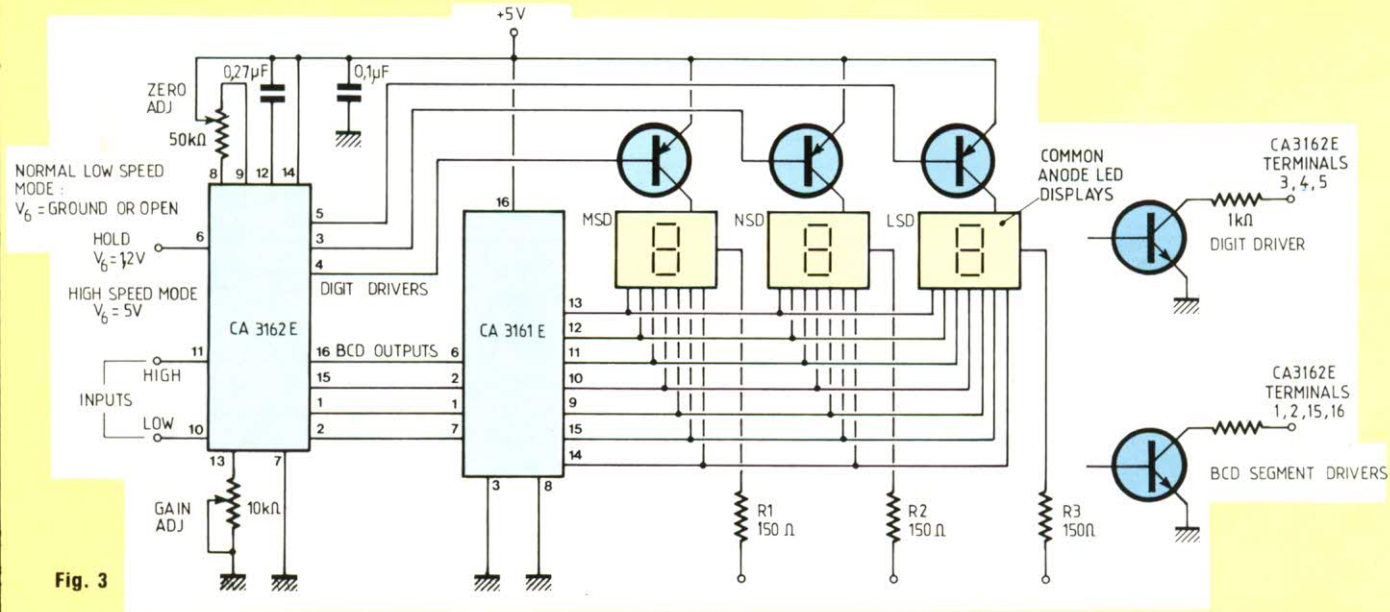 +5V
0,27µF
0,1µF
ZERO
ADJ
50kΩ
8 9 12 14
NORMAL LOW SPEED
MODE :
V6 = GROUND OR OPEN
HOLD
V6 = 1,2V
6
HIGH SPEED MODE
V6 = 5V
CA 3162E
5
3
4
DIGIT DRIVERS
11
HIGH
INPUTS
LOW
10
16 BCD OUTPUTS 6
15 2
1 1
2 7
13 7
GAIN
ADJ
10kΩ
16
CA 3161 E
13
12
11
10
9
15
14
3 8
MSD
NSD
LSD
COMMON
ANODE LED
DISPLAYS
R1
150 Ω
R2
150 Ω
R3
150Ω
CA3162E
TERMINALS
3, 4, 5
1kΩ
DIGIT DRIVER
CA3162E
TERMINALS
1, 2, 15, 16
BCD SEGMENT DRIVERS
Fig. 3